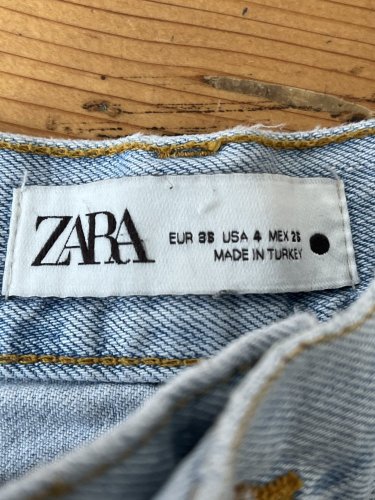 ZARA
EUR 36 USA 4 MEX 26
MADE IN TURKEY